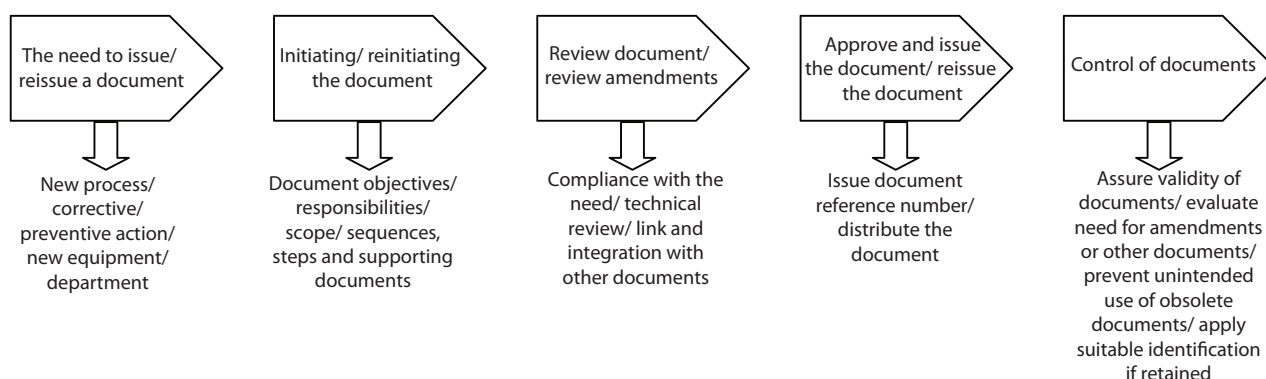 The need to issue/
reissue a document
Initiating/ reinitiating
the document
Review document/
review amendments
Approve and issue
the document/ reissue
the document
Control of documents
New process/
corrective/
preventive action/
new equipment/
department
Document objectives/
responsibilities/
scope/ sequences,
steps and supporting
documents
Compliance with the
need/ technical
review/ link and
integration with
other documents
Issue document
reference number/
distribute the
document
Assure validity of
documents/ evaluate
need for amendments
or other documents/
prevent unintended
use of obsolete
documents/ apply
suitable identification
if retained